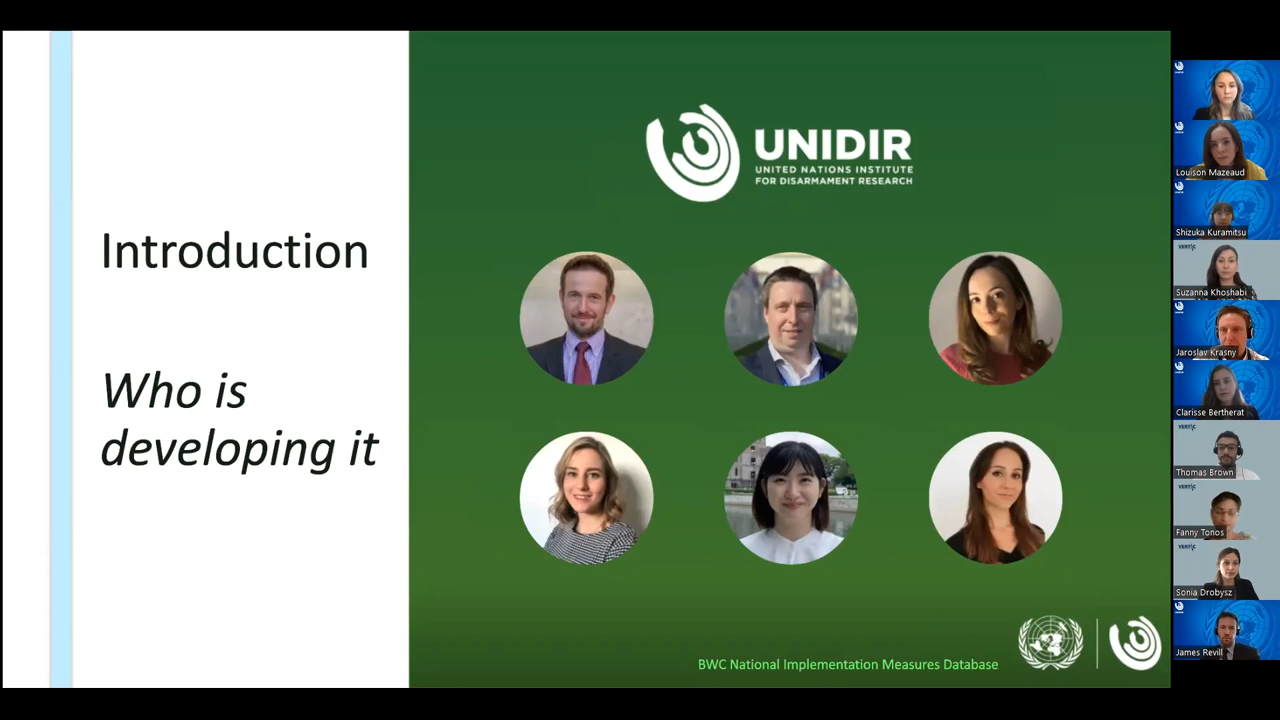 Introduction
Who is
developing it
UNIDIR
UNITED NATIONS INSTITUTE
FOR DISARMAMENT RESEARCH
BWC National Implementation Measures Database
Louison Mazeaud
Shizuka Kuramitsu
VERTIC
Suzanna Khoshabi
Jaroslav Krasny
Clarisse Bertherat
VERTIC
Thomas Brown
VERTIC
Fanny Tonos
VERTIC
Sonia Drobysz
James Revill